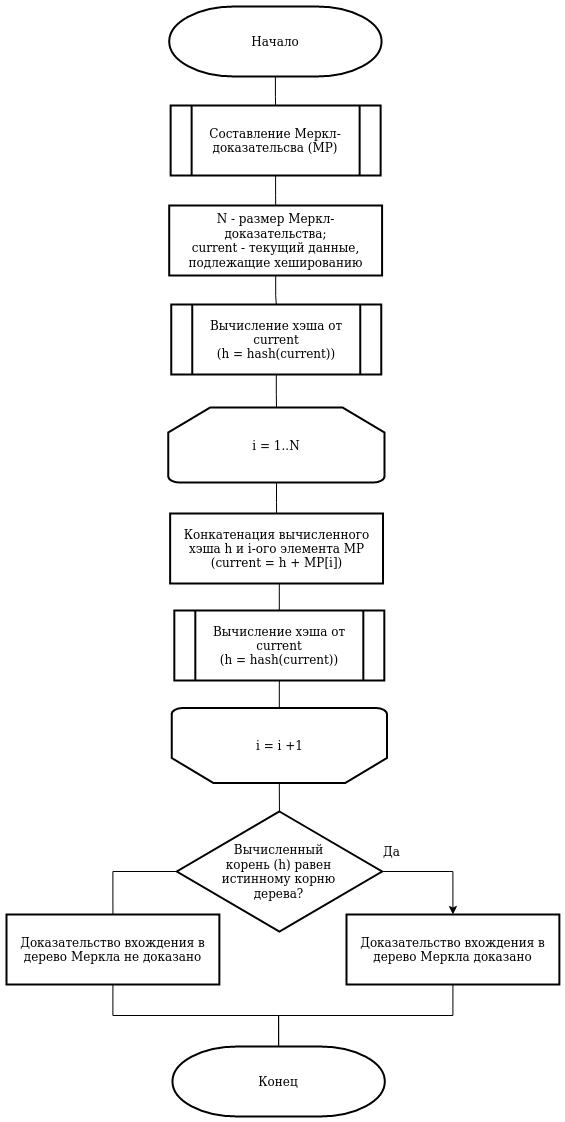 Начало
Составление Меркл-
доказательсва (MP)
N - размер Меркл-
доказательства;
current - текущий данные,
подлежащие хешированию
Вычисление хэша от
current
(h = hash(current))
i = 1..N
Конкатенация вычисленного
хэша h и i-ого элемента MP
(current = h + MP[i])
Вычисление хэша от
current
(h = hash(current))
i = i +1
Вычисленный
корень (h) равен
истинному корню
дерева?
Да
Доказательство вхождения в
дерево Меркла не доказано
Доказательство вхождения в
дерево Меркла доказано
Конец